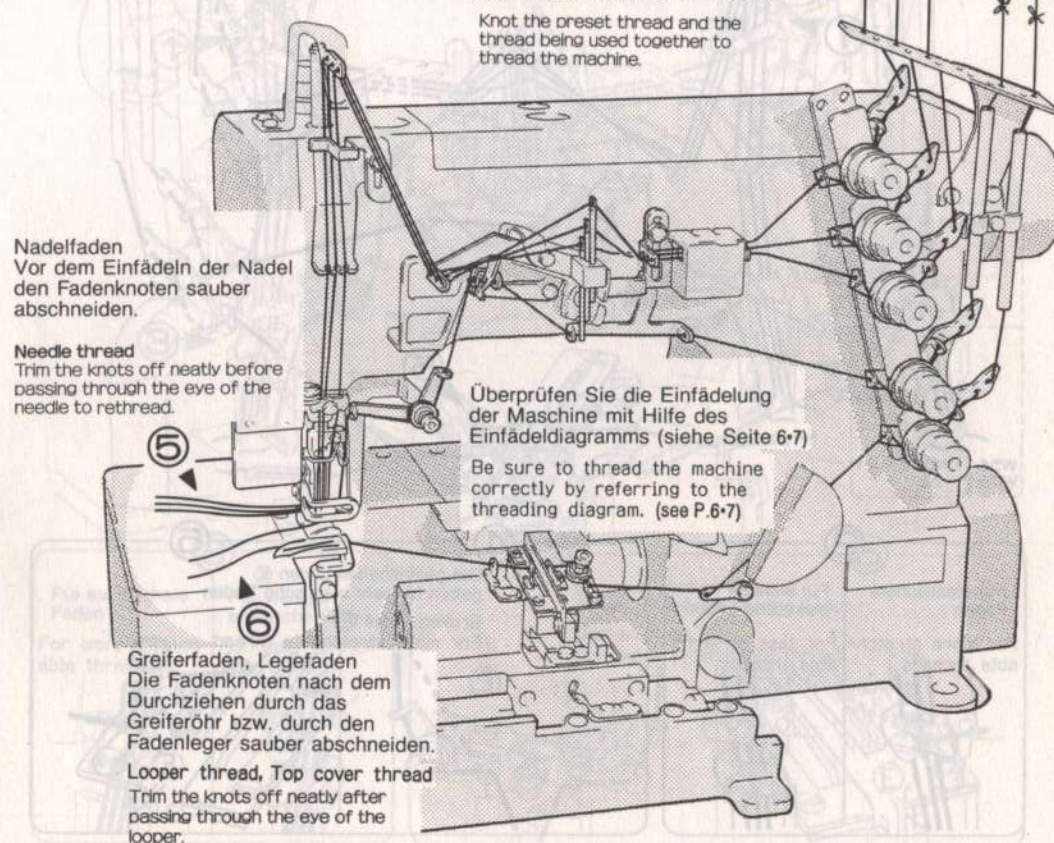 Knot the preset thread and the
thread being used together to
thread the machine.
Nadelfaden
Vor dem Einfädeln der Nadel
den Fadenknoten sauber
abschneiden.
Needle thread
Trim the knots off neatly before
passing through the eye of the
needle to rethread.
⑤
Überprüfen Sie die Einfädelung
der Maschine mit Hilfe des
Einfädeldiagramms (siehe Seite 6•7)
Be sure to thread the machine
correctly by referring to the
threading diagram. (see P.6•7)
⑥
Greiferfaden, Legefaden
Die Fadenknoten nach dem
Durchziehen durch das
Greiferöhr bzw. durch den
Fadenleger sauber abschneiden.
Looper thread, Top cover thread
Trim the knots off neatly after
passing through the eye of the
looper.